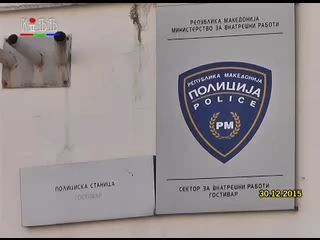 РЕПУБЛИКА МАКЕДОНИЈА
МИНИСТЕРСТВО ЗА ВНАТРЕШНИ РАБОТИ
РЕПУБЛИКА МАКЕДОНИЈА
ПОЛИЦИЈА
POLICE
РМ
ПОЛИЦИСКА СТАНИЦА
ГОСТИВАР
СЕКТОР ЗА ВНАТРЕШНИ РАБОТИ
ГОСТИВАР
30.12.2015